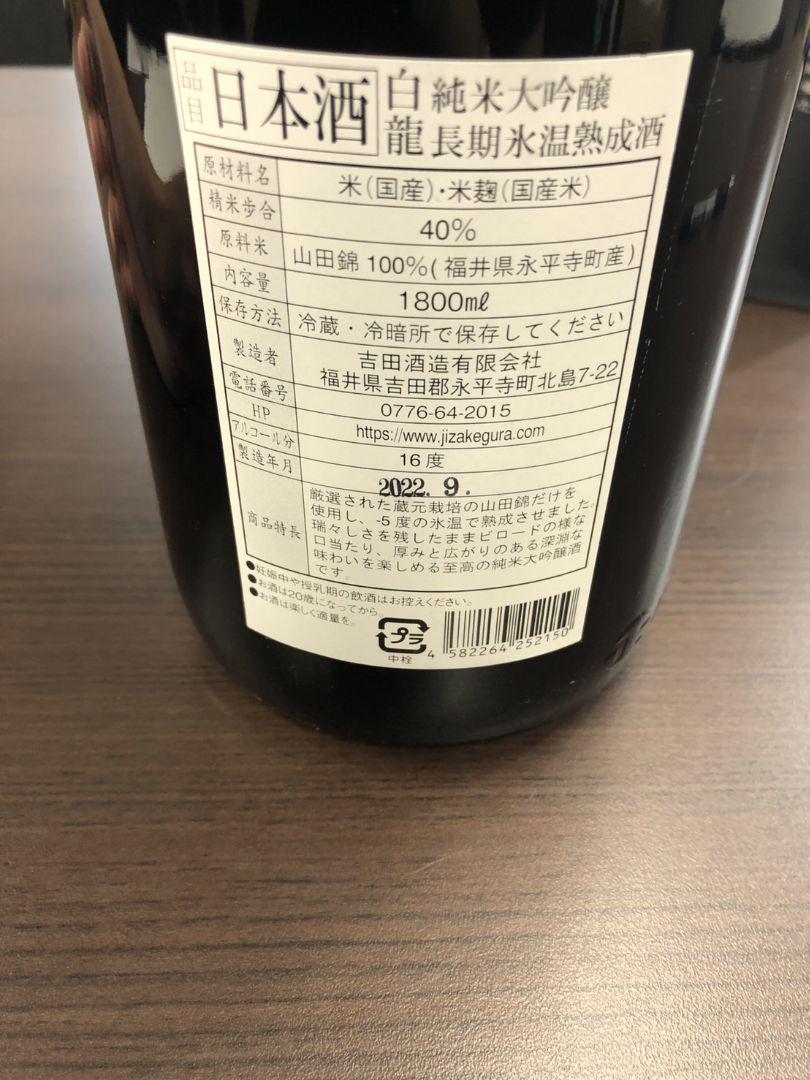 品目 日本酒 白龍 純米大吟醸
長期氷温熟成酒
原材料名 米(国産)・米麹(国産米)
精米歩合 40%
原料米 山田錦100%(福井県永平寺町産)
内容量 1800mℓ
保存方法 冷蔵・冷暗所で保存してください
製造者 吉田酒造有限会社
福井県吉田郡永平寺町北島7-22
電話番号 0776-64-2015
HP https://www.jizakegura.com
アルコール分 16度
製造年月 2022.9.
商品特長 厳選された蔵元栽培の山田錦だけを
使用し、-5度の氷温で熟成させました。
瑞々しさを残したままビロードの様な
口当たり、厚みと広がりのある深淵な
味わいを楽しめる至高の純米大吟醸酒
です。
●妊娠中や授乳期の飲酒はお控えください。
●お酒は20歳になってから。
●お酒は楽しく適量を。
プラ
中栓
4 582264 252150